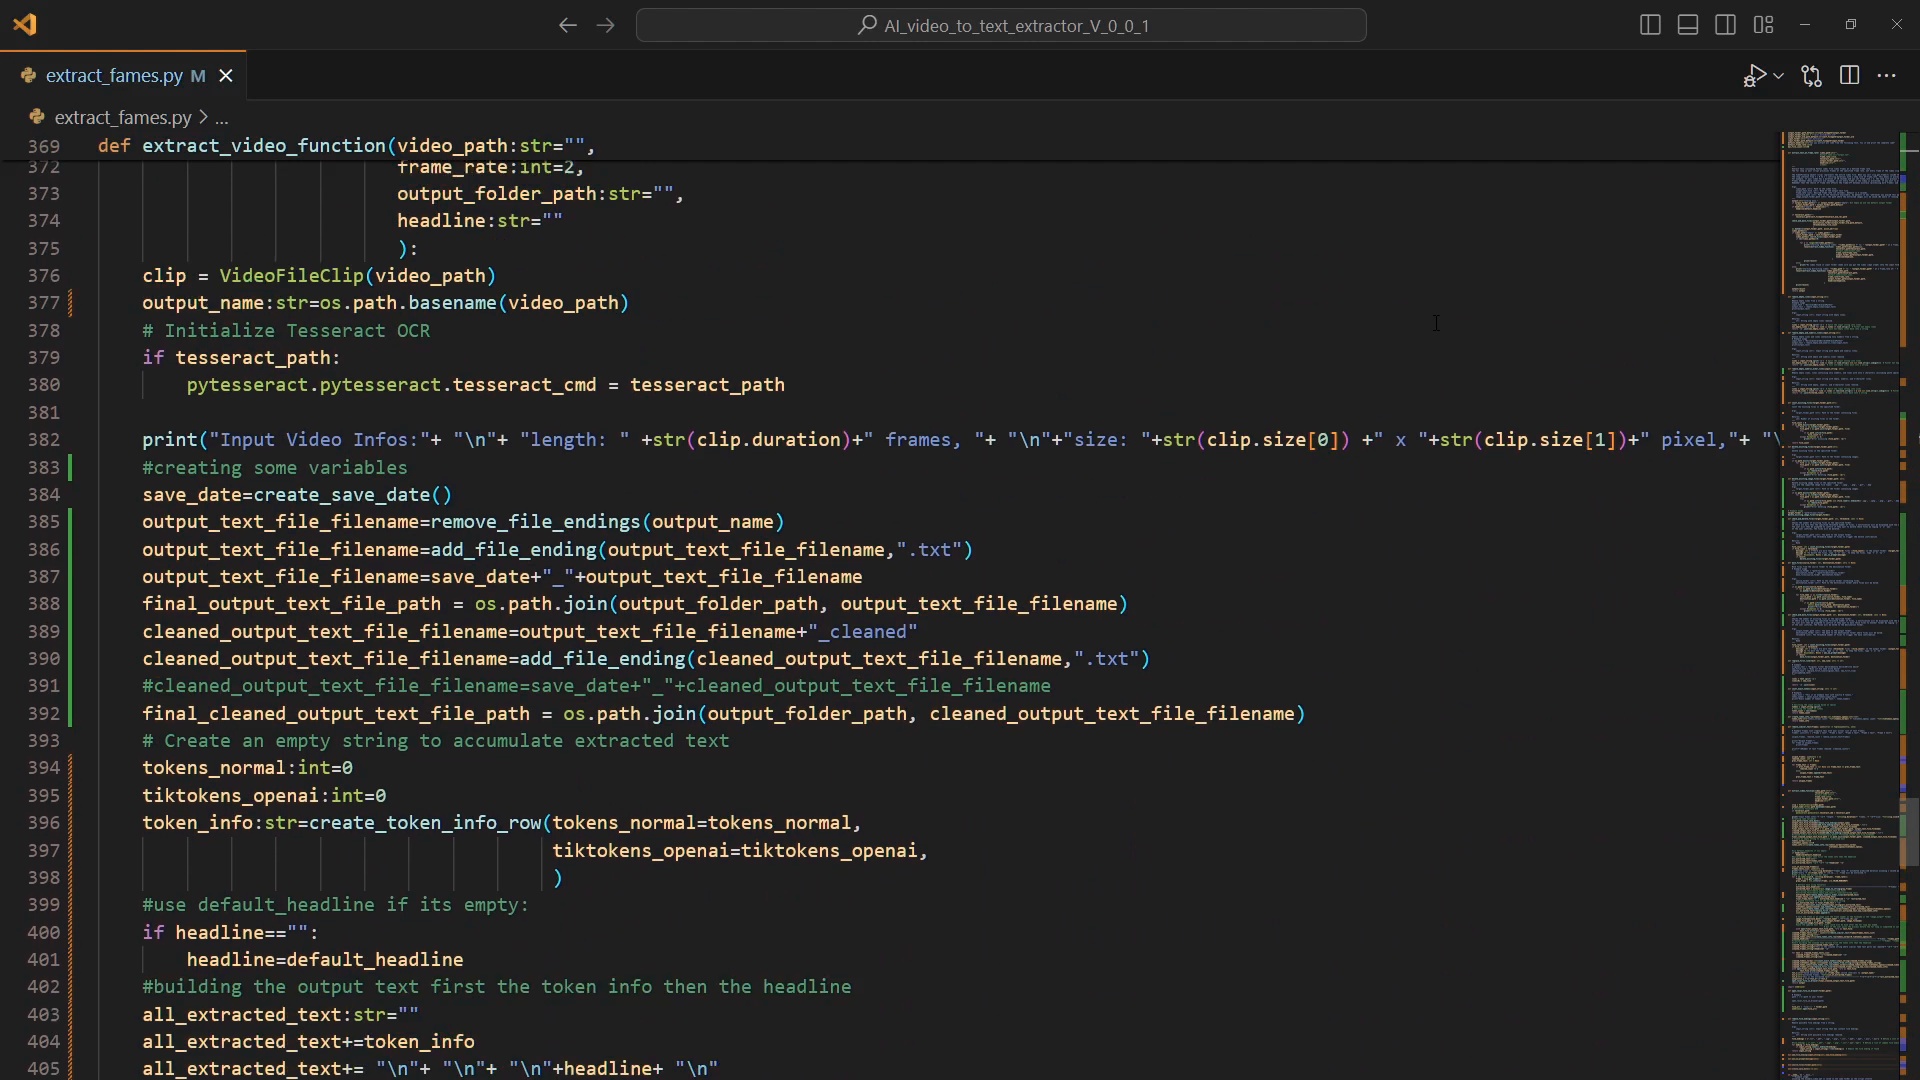 AI_video_to_text_extractor_V_0_0_1
extract_fames.py M
extract_fames.py > ...
369 def extract_video_function(video_path:str="",
372 frame_rate:int=2,
373 output_folder_path:str="",
374 headline:str=""
375 ):
376 clip = VideoFileClip(video_path)
377 output_name:str=os.path.basename(video_path)
378 # Initialize Tesseract OCR
379 if tesseract_path:
380 pytesseract.pytesseract.tesseract_cmd = tesseract_path
381
382 print("Input Video Infos:"+ "\n"+ "length: " +str(clip.duration)+" frames, "+ "\n"+"size: "+str(clip.size[0]) +" x "+str(clip.size[1])+" pixel,"+ "\
383 #creating some variables
384 save_date=create_save_date()
385 output_text_file_filename=remove_file_endings(output_name)
386 output_text_file_filename=add_file_ending(output_text_file_filename,".txt")
387 output_text_file_filename=save_date+"_"+output_text_file_filename
388 final_output_text_file_path = os.path.join(output_folder_path, output_text_file_filename)
389 cleaned_output_text_file_filename=output_text_file_filename+"_cleaned"
390 cleaned_output_text_file_filename=add_file_ending(cleaned_output_text_file_filename,".txt")
391 #cleaned_output_text_file_filename=save_date+"_"+cleaned_output_text_file_filename
392 final_cleaned_output_text_file_path = os.path.join(output_folder_path, cleaned_output_text_file_filename)
393 # Create an empty string to accumulate extracted text
394 tokens_normal:int=0
395 tiktokens_openai:int=0
396 token_info:str=create_token_info_row(tokens_normal=tokens_normal,
397 tiktokens_openai=tiktokens_openai,
398 )
399 #use default_headline if its empty:
400 if headline=="":
401 headline=default_headline
402 #building the output text first the token info then the headline
403 all_extracted_text:str=""
404 all_extracted_text+=token_info
405 all_extracted_text+= "\n"+ "\n"+ "\n"+headline+ "\n"